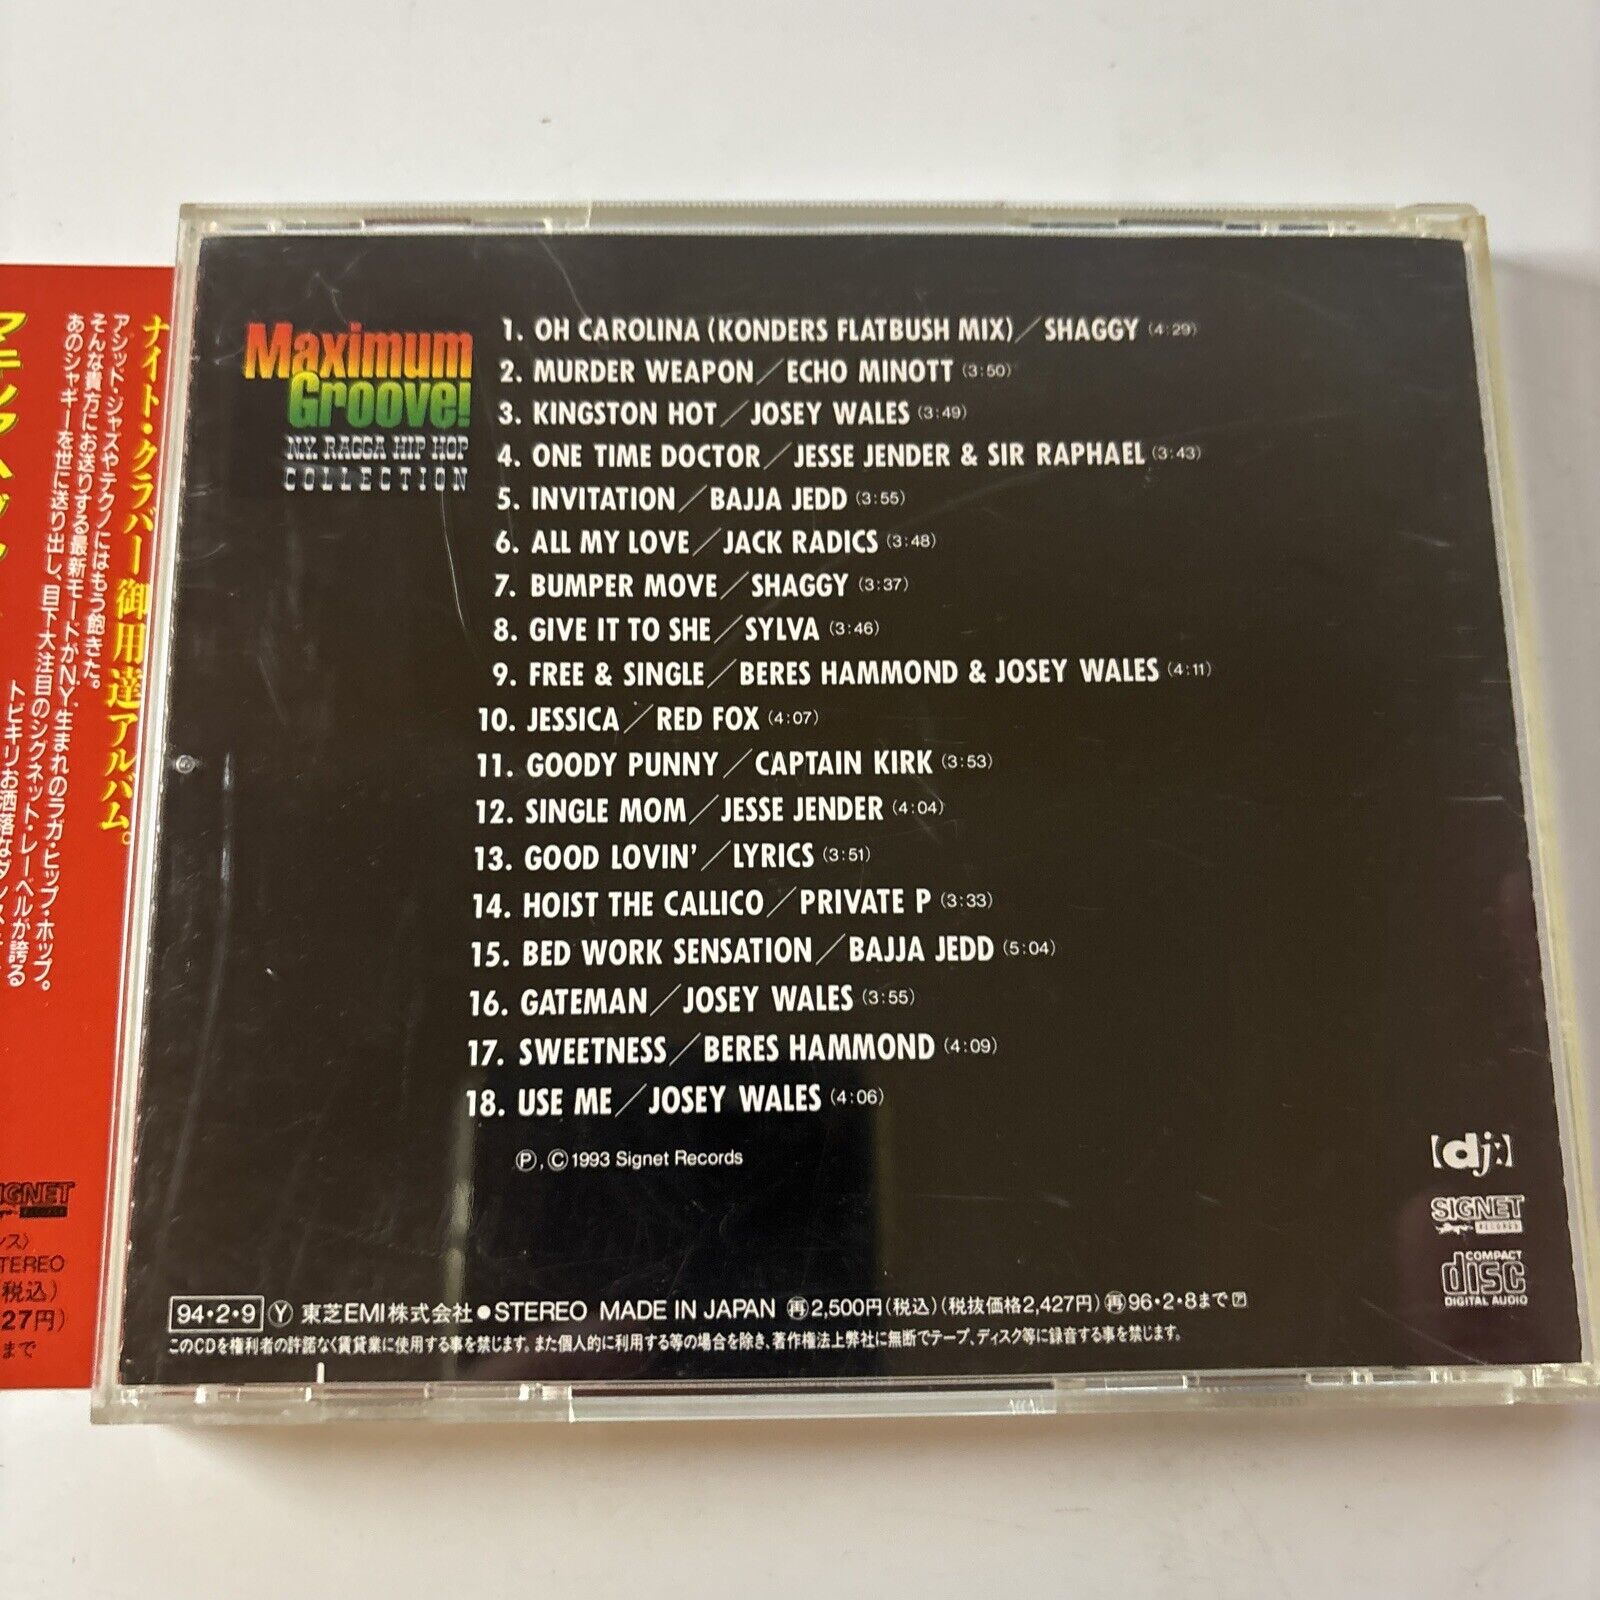 ナイト・クラバー御用達アルバム。
アシッド・ジャズやテクノにはもう飽きた。
そんな貴方にお送りする最新モードがN.Y.生まれのラガ・ヒップ・ホップ。
あのシャギーを世に送り出し、目下大注目のシグネット・レーベルが誇る
トビキリお洒落な
SIGNET
RECORDS
STEREO
(税込)
27円)
まで
Maximum
Groove!
N.Y. RAGGA HIP HOP
COLLECTION
1. OH CAROLINA (KONDERS FLATBUSH MIX)／SHAGGY (4:29)
2. MURDER WEAPON／ECHO MINOTT (3:50)
3. KINGSTON HOT／JOSEY WALES (3:49)
4. ONE TIME DOCTOR／JESSE JENDER & SIR RAPHAEL (3:43)
5. INVITATION／BAJJA JEDD (3:55)
6. ALL MY LOVE／JACK RADICS (3:48)
7. BUMPER MOVE／SHAGGY (3:37)
8. GIVE IT TO SHE／SYLVA (3:46)
9. FREE & SINGLE／BERES HAMMOND & JOSEY WALES (4:11)
10. JESSICA／RED FOX (4:07)
11. GOODY PUNNY／CAPTAIN KIRK (3:53)
12. SINGLE MOM／JESSE JENDER (4:04)
13. GOOD LOVIN'／LYRICS (3:51)
14. HOIST THE CALLICO／PRIVATE P (3:33)
15. BED WORK SENSATION／BAJJA JEDD (5:04)
16. GATEMAN／JOSEY WALES (3:55)
17. SWEETNESS／BERES HAMMOND (4:09)
18. USE ME／JOSEY WALES (4:06)
Ⓟ,Ⓒ1993 Signet Records
[dj:]
SIGNET
RECORDS
COMPACT
disc
DIGITAL AUDIO
94・2・9 Ⓨ 東芝EMI株式会社●STEREO MADE IN JAPAN 再2,500円(税込)(税抜価格2,427円)再96・2・8まで
このCDを権利者の許諾なく賃貸業に使用する事を禁じます。また個人的に利用する等の場合を除き、著作権法上弊社に無断でテープ、ディスク等に録音する事を禁じます。